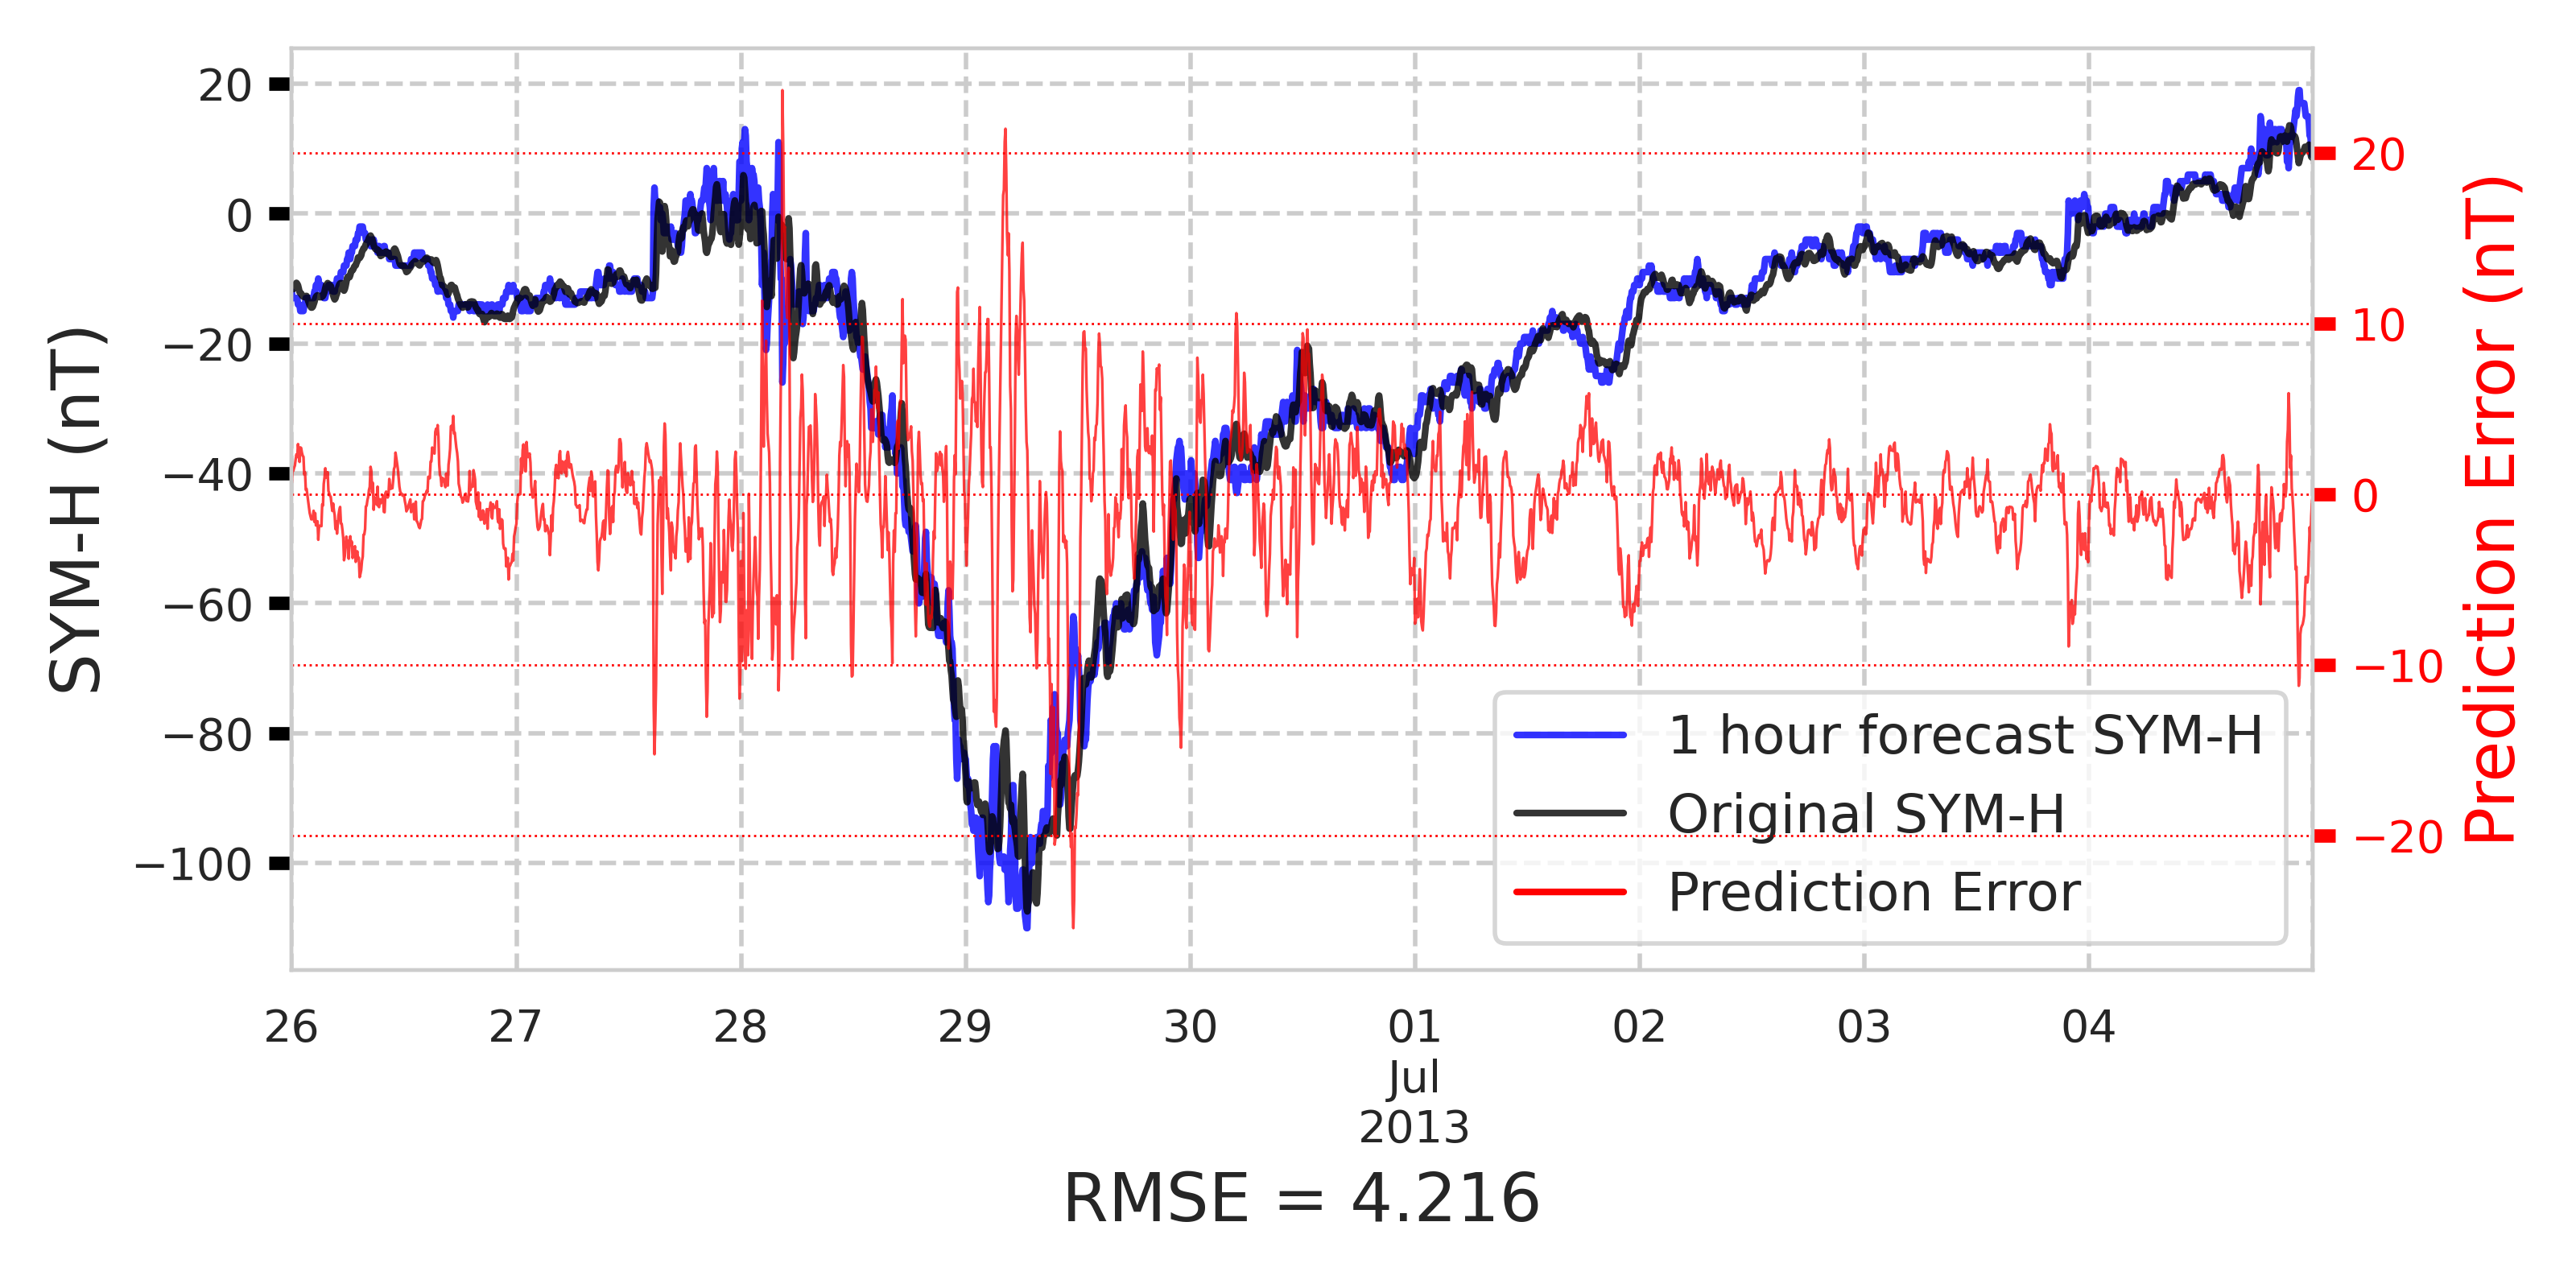 SYM-H (nT)
20
0
−20
−40
−60
−80
−100
20
10
0
−10
−20
Prediction Error (nT)
1 hour forecast SYM-H
Original SYM-H
Prediction Error
26 27 28 29 30 01 02 03 04
Jul
2013
RMSE = 4.216